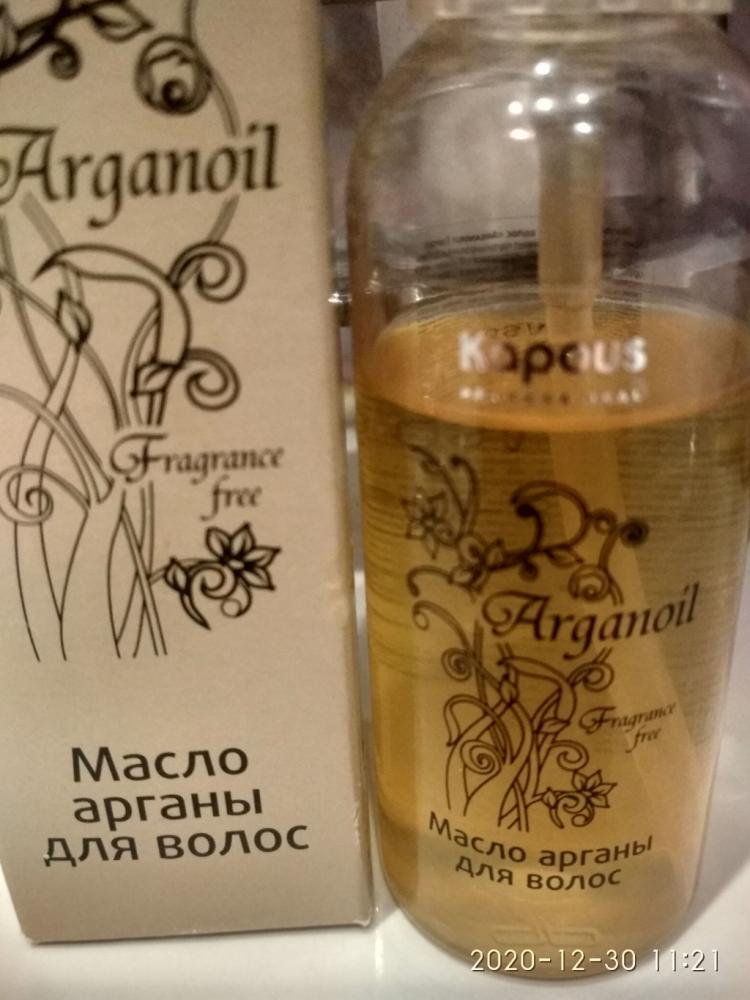 Arganoil
Fragrance
free
Масло
арганы
для волос
Kapous
Arganoil
Fragrance
free
Масло арганы
для волос
2020-12-30 11:21